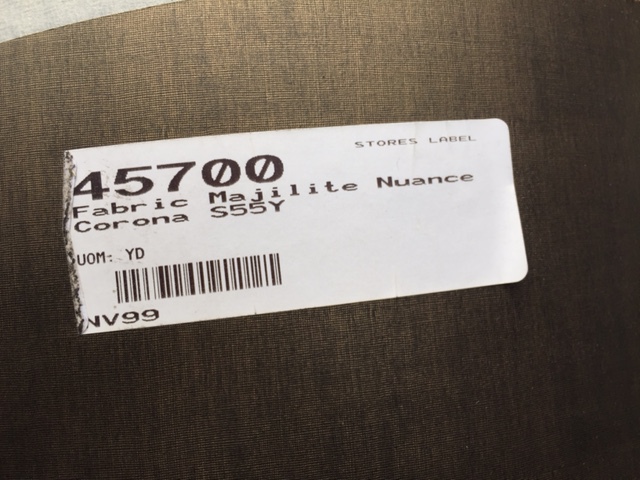 STORES LABEL
45700
Fabric Majilite Nuance
Corona S55Y
UOM: YD
NV99